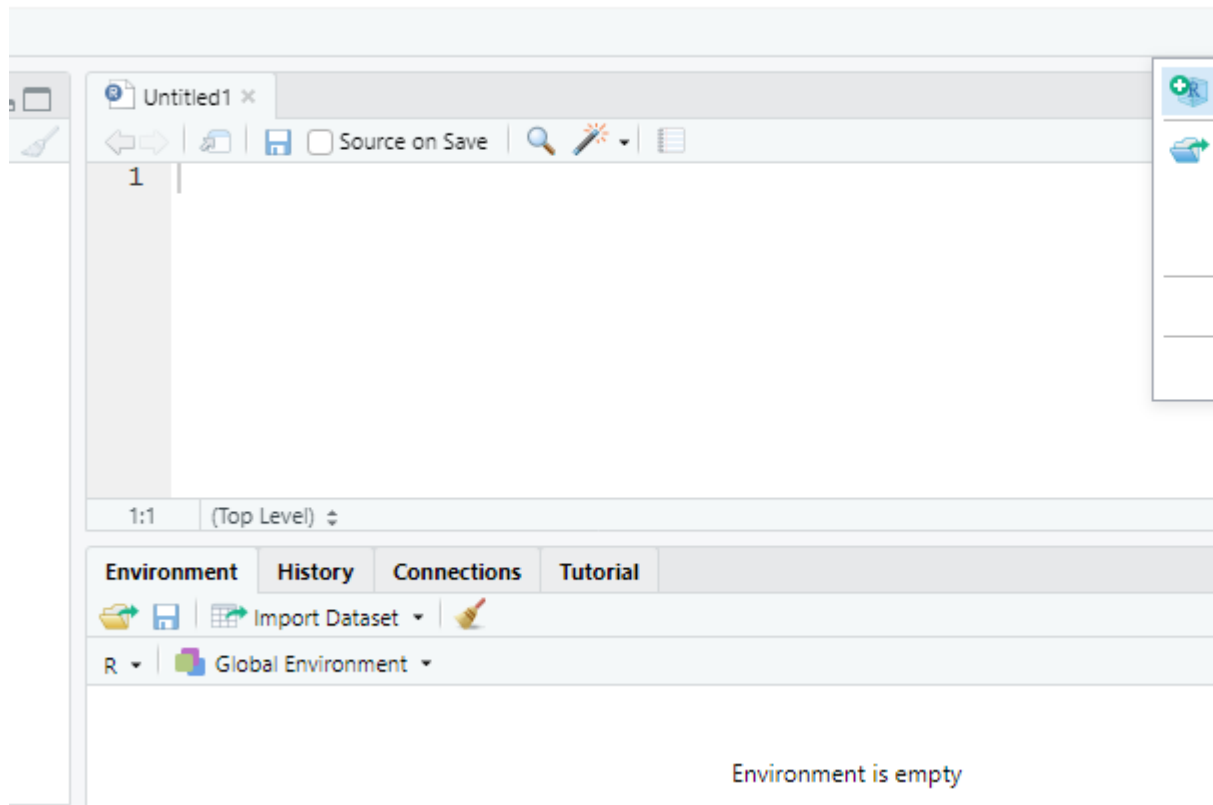 Untitled1
Source on Save
1
1:1 (Top Level)
Environment History Connections Tutorial
Import Dataset
R Global Environment
Environment is empty